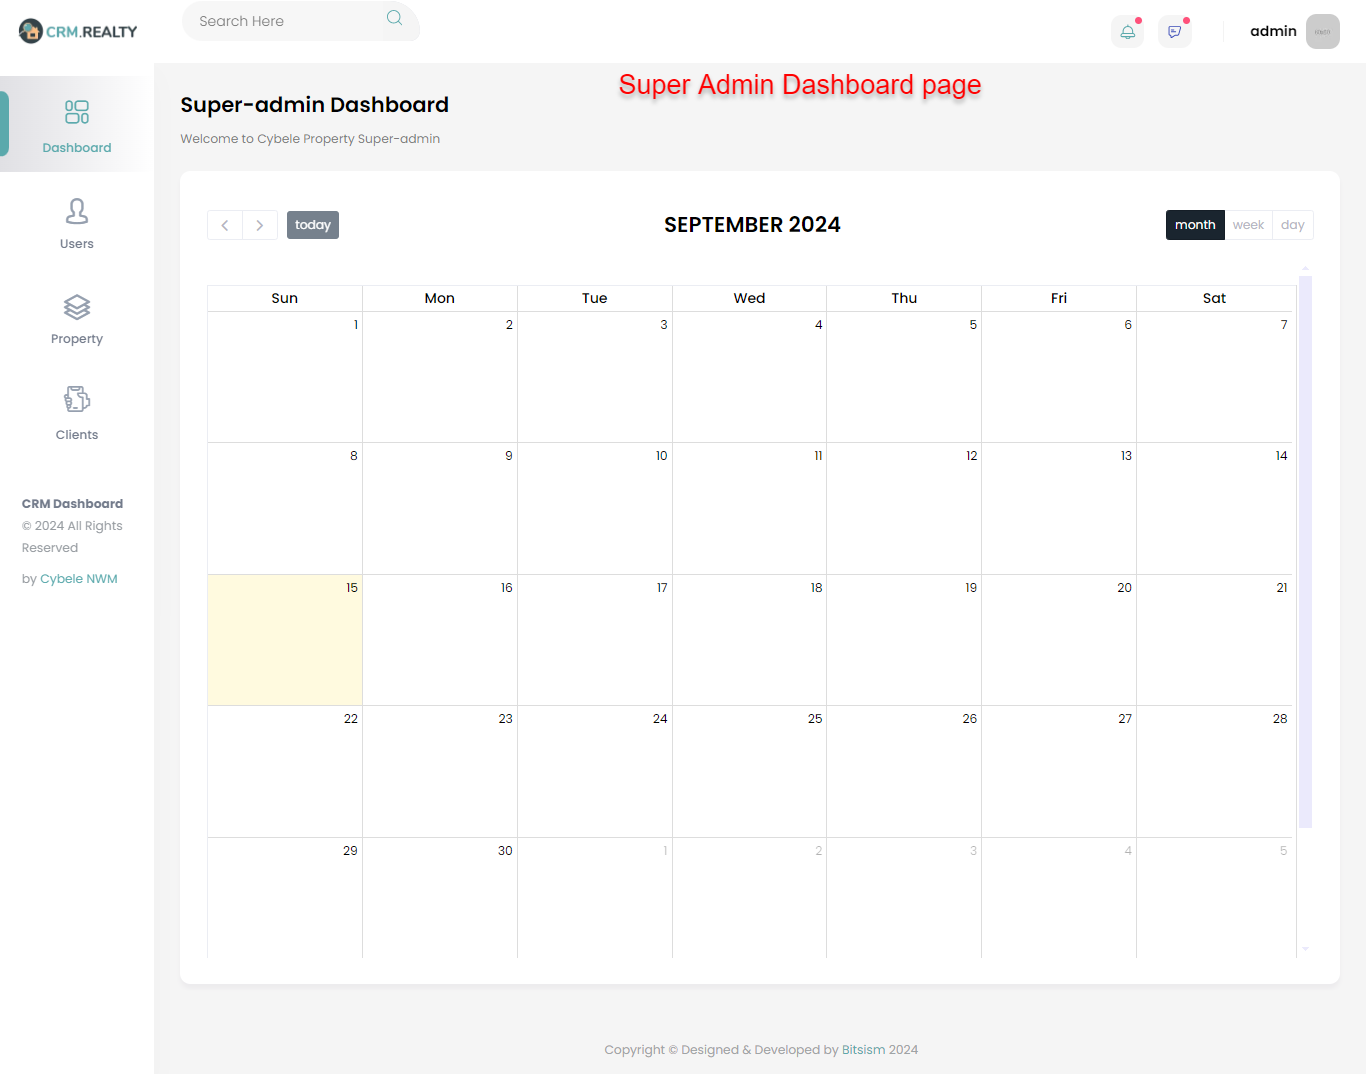 CRM.REALTY
Search Here
admin
Super Admin Dashboard page
Dashboard
Users
Property
Clients
CRM Dashboard
© 2024 All Rights
Reserved
by Cybele NWM
Super-admin Dashboard
Welcome to Cybele Property Super-admin
today
SEPTEMBER 2024
month week day
Sun Mon Tue Wed Thu Fri Sat
1 2 3 4 5 6 7
8 9 10 11 12 13 14
15 16 17 18 19 20 21
22 23 24 25 26 27 28
29 30 1 2 3 4 5
Copyright © Designed & Developed by Bitsism 2024